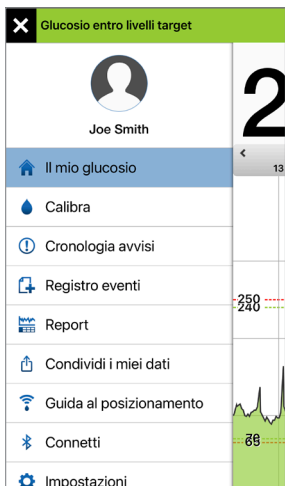 Glucosio entro livelli target
Joe Smith
2
Il mio glucosio
13
Calibra
Cronologia avvisi
Registro eventi
250
240
Report
Condividi i miei dati
Guida al posizionamento
70
65
Connetti
Impostazioni